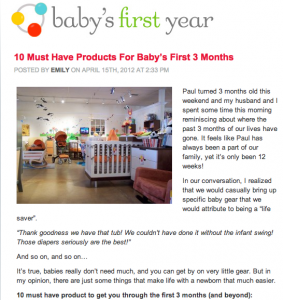 baby's first year
10 Must Have Products For Baby's First 3 Months
POSTED BY EMILY ON APRIL 15TH, 2012 AT 2:33 PM
Paul turned 3 months old this
weekend and my husband and I
spent some time this morning
reminiscing about where the
past 3 months of our lives have
gone. It feels like Paul has
always been a part of our
family, yet it's only been 12
weeks!
In our conversation, I realized
that we would casually bring up
specific baby gear that we
would attribute to being a "life
saver".
"Thank goodness we have that tub! We couldn't have done it without the infant swing!
Those diapers seriously are the best!"
And so on, and so on…
It's true, babies really don't need much, and you can get by on very little gear. But in
my opinion, there are just some things that make life with a newborn that much easier.
10 must have product to get you through the first 3 months (and beyond):